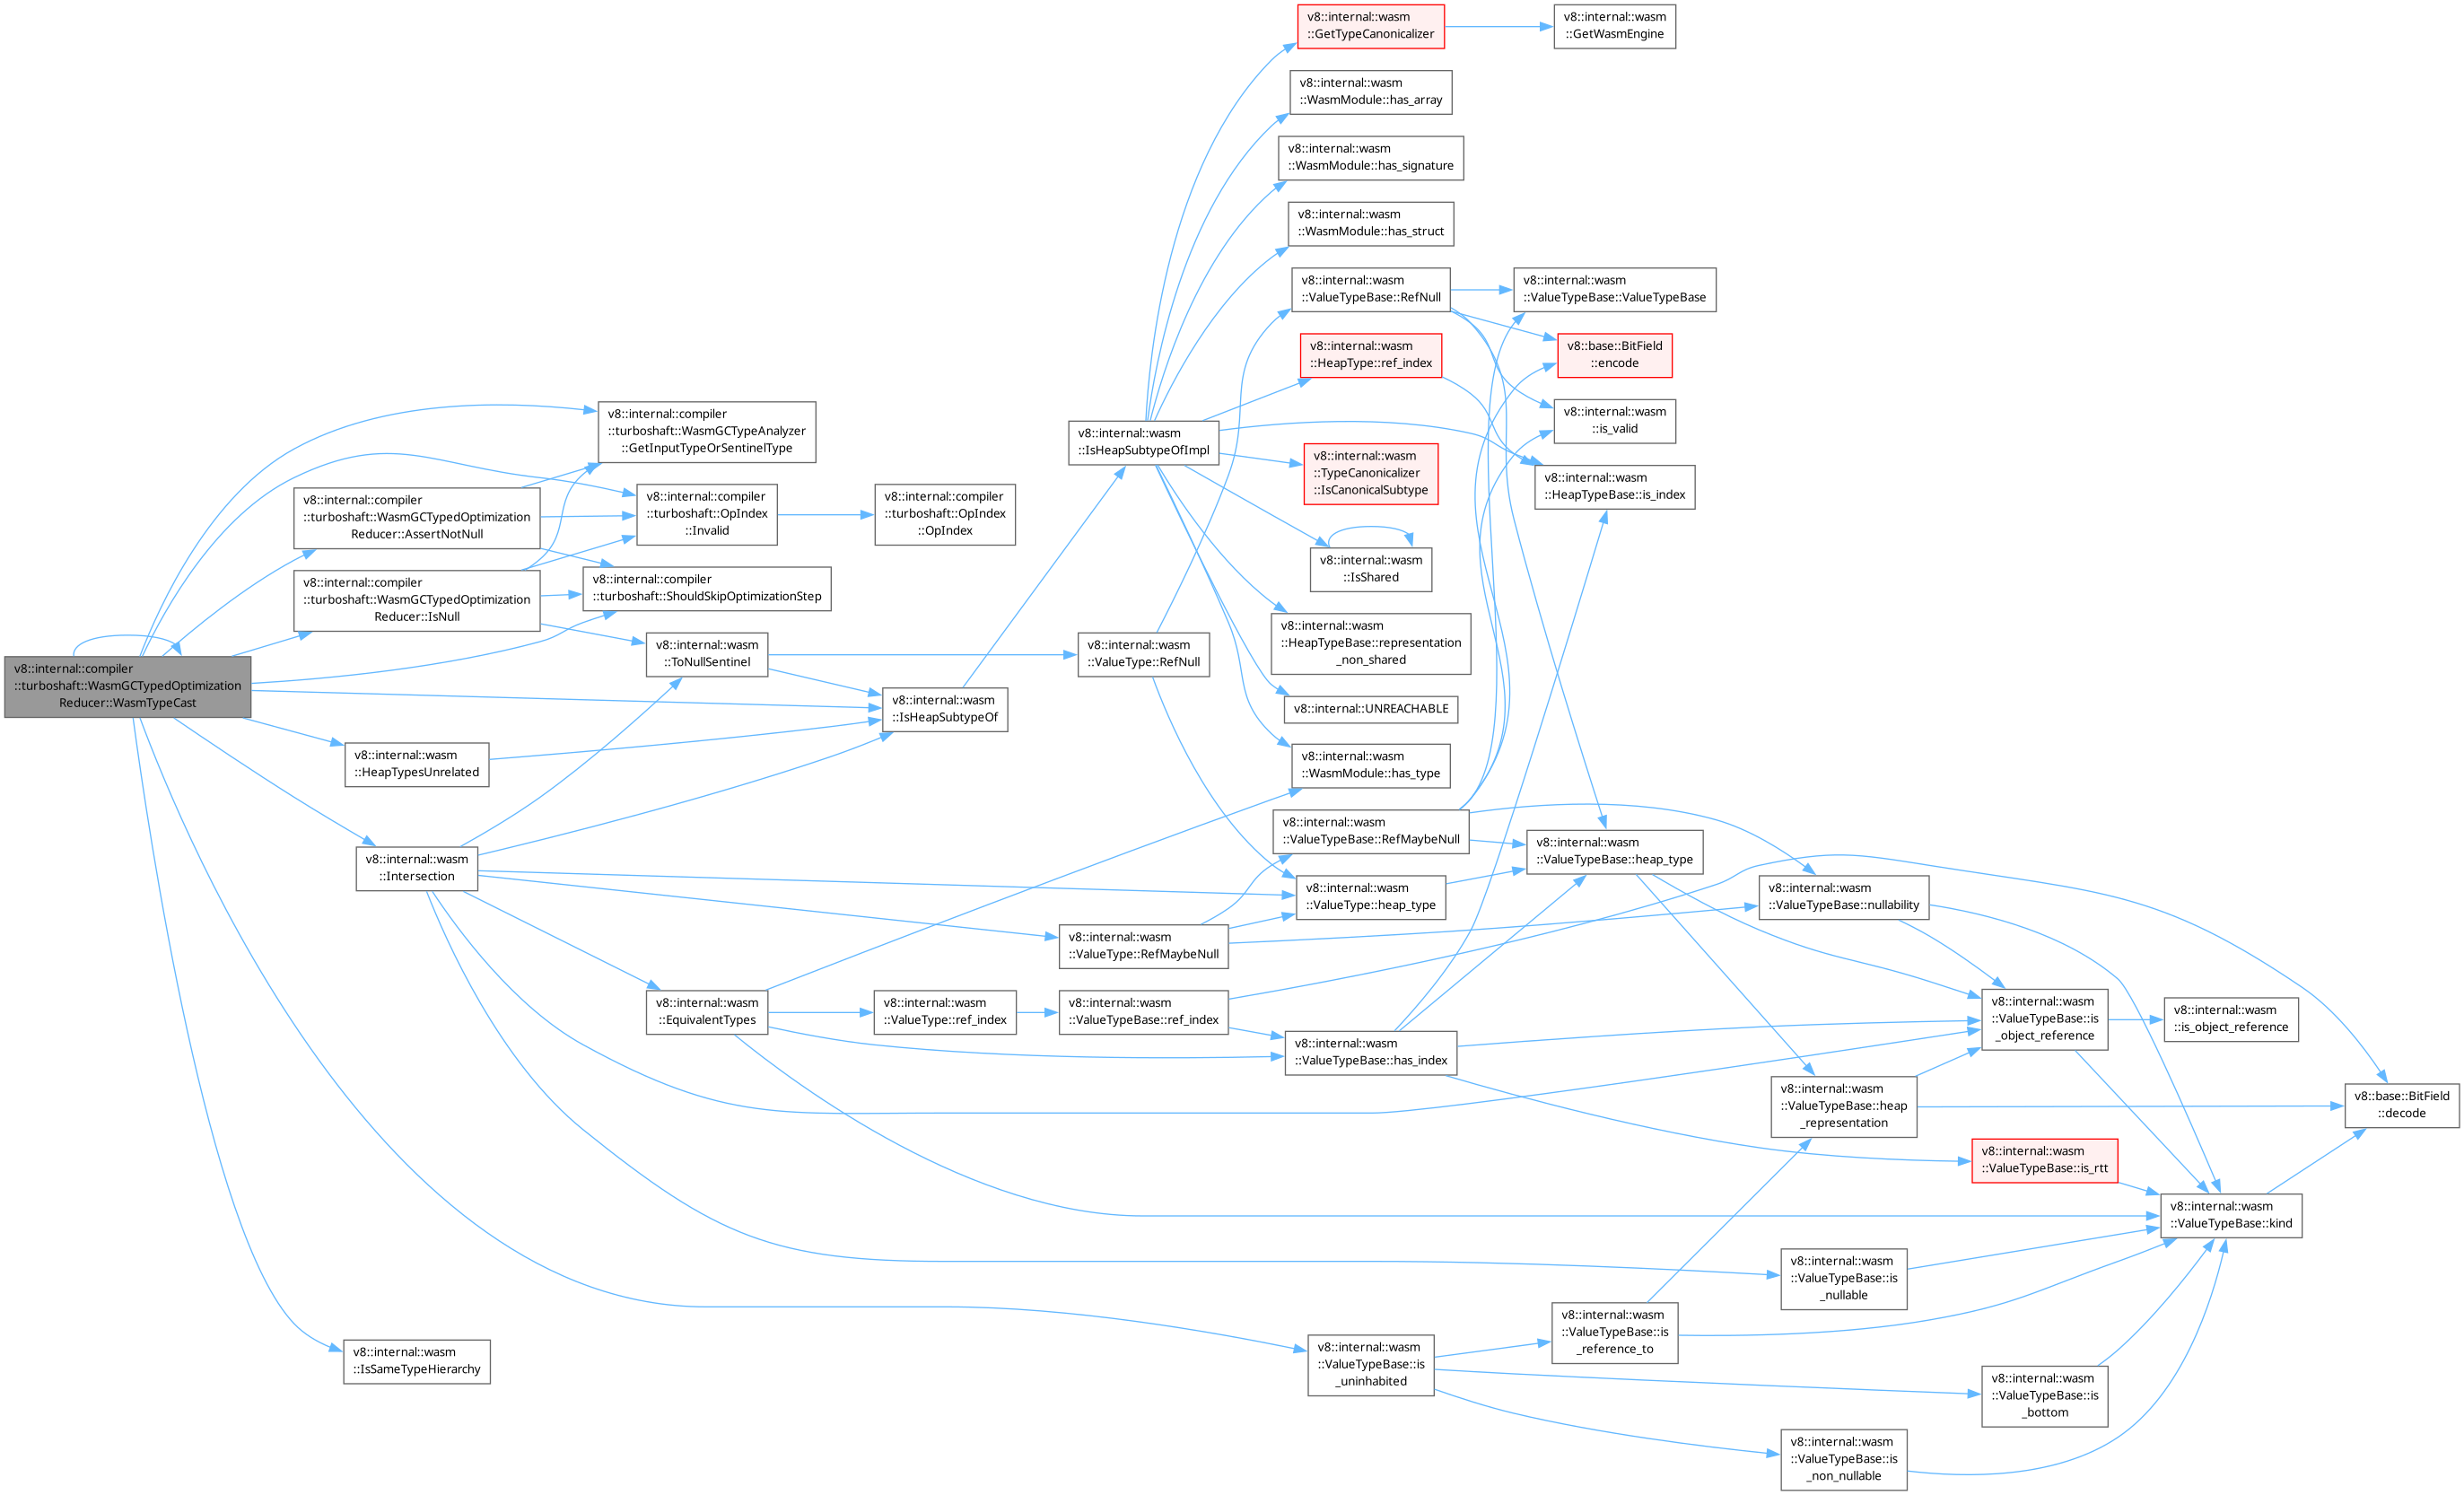 v8::internal::wasm
::GetTypeCanonicalizer
v8::internal::wasm
::GetWasmEngine
v8::internal::wasm
::WasmModule::has_array
v8::internal::wasm
::WasmModule::has_signature
v8::internal::wasm
::WasmModule::has_struct
v8::internal::wasm
::ValueTypeBase::RefNull
v8::internal::wasm
::ValueTypeBase::ValueTypeBase
v8::internal::wasm
::HeapType::ref_index
v8::base::BitField
::encode
v8::internal::compiler
::turboshaft::WasmGCTypeAnalyzer
::GetInputTypeOrSentinelType
v8::internal::wasm
::IsHeapSubtypeOfImpl
v8::internal::wasm
::is_valid
v8::internal::wasm
::TypeCanonicalizer
::IsCanonicalSubtype
v8::internal::wasm
::HeapTypeBase::is_index
v8::internal::compiler
::turboshaft::WasmGCTypedOptimization
Reducer::AssertNotNull
v8::internal::compiler
::turboshaft::OpIndex
::Invalid
v8::internal::compiler
::turboshaft::OpIndex
::OpIndex
v8::internal::wasm
::IsShared
v8::internal::compiler
::turboshaft::WasmGCTypedOptimization
Reducer::IsNull
v8::internal::compiler
::turboshaft::ShouldSkipOptimizationStep
v8::internal::wasm
::HeapTypeBase::representation
_non_shared
v8::internal::compiler
::turboshaft::WasmGCTypedOptimization
Reducer::WasmTypeCast
v8::internal::wasm
::ToNullSentinel
v8::internal::wasm
::ValueType::RefNull
v8::internal::wasm
::IsHeapSubtypeOf
v8::internal::UNREACHABLE
v8::internal::wasm
::HeapTypesUnrelated
v8::internal::wasm
::WasmModule::has_type
v8::internal::wasm
::ValueTypeBase::RefMaybeNull
v8::internal::wasm
::ValueTypeBase::heap_type
v8::internal::wasm
::Intersection
v8::internal::wasm
::ValueType::heap_type
v8::internal::wasm
::ValueTypeBase::nullability
v8::internal::wasm
::ValueType::RefMaybeNull
v8::internal::wasm
::EquivalentTypes
v8::internal::wasm
::ValueType::ref_index
v8::internal::wasm
::ValueTypeBase::ref_index
v8::internal::wasm
::ValueTypeBase::has_index
v8::internal::wasm
::ValueTypeBase::is
_object_reference
v8::internal::wasm
::is_object_reference
v8::internal::wasm
::ValueTypeBase::heap
_representation
v8::base::BitField
::decode
v8::internal::wasm
::ValueTypeBase::is_rtt
v8::internal::wasm
::ValueTypeBase::kind
v8::internal::wasm
::ValueTypeBase::is
_nullable
v8::internal::wasm
::IsSameTypeHierarchy
v8::internal::wasm
::ValueTypeBase::is
_uninhabited
v8::internal::wasm
::ValueTypeBase::is
_reference_to
v8::internal::wasm
::ValueTypeBase::is
_bottom
v8::internal::wasm
::ValueTypeBase::is
_non_nullable